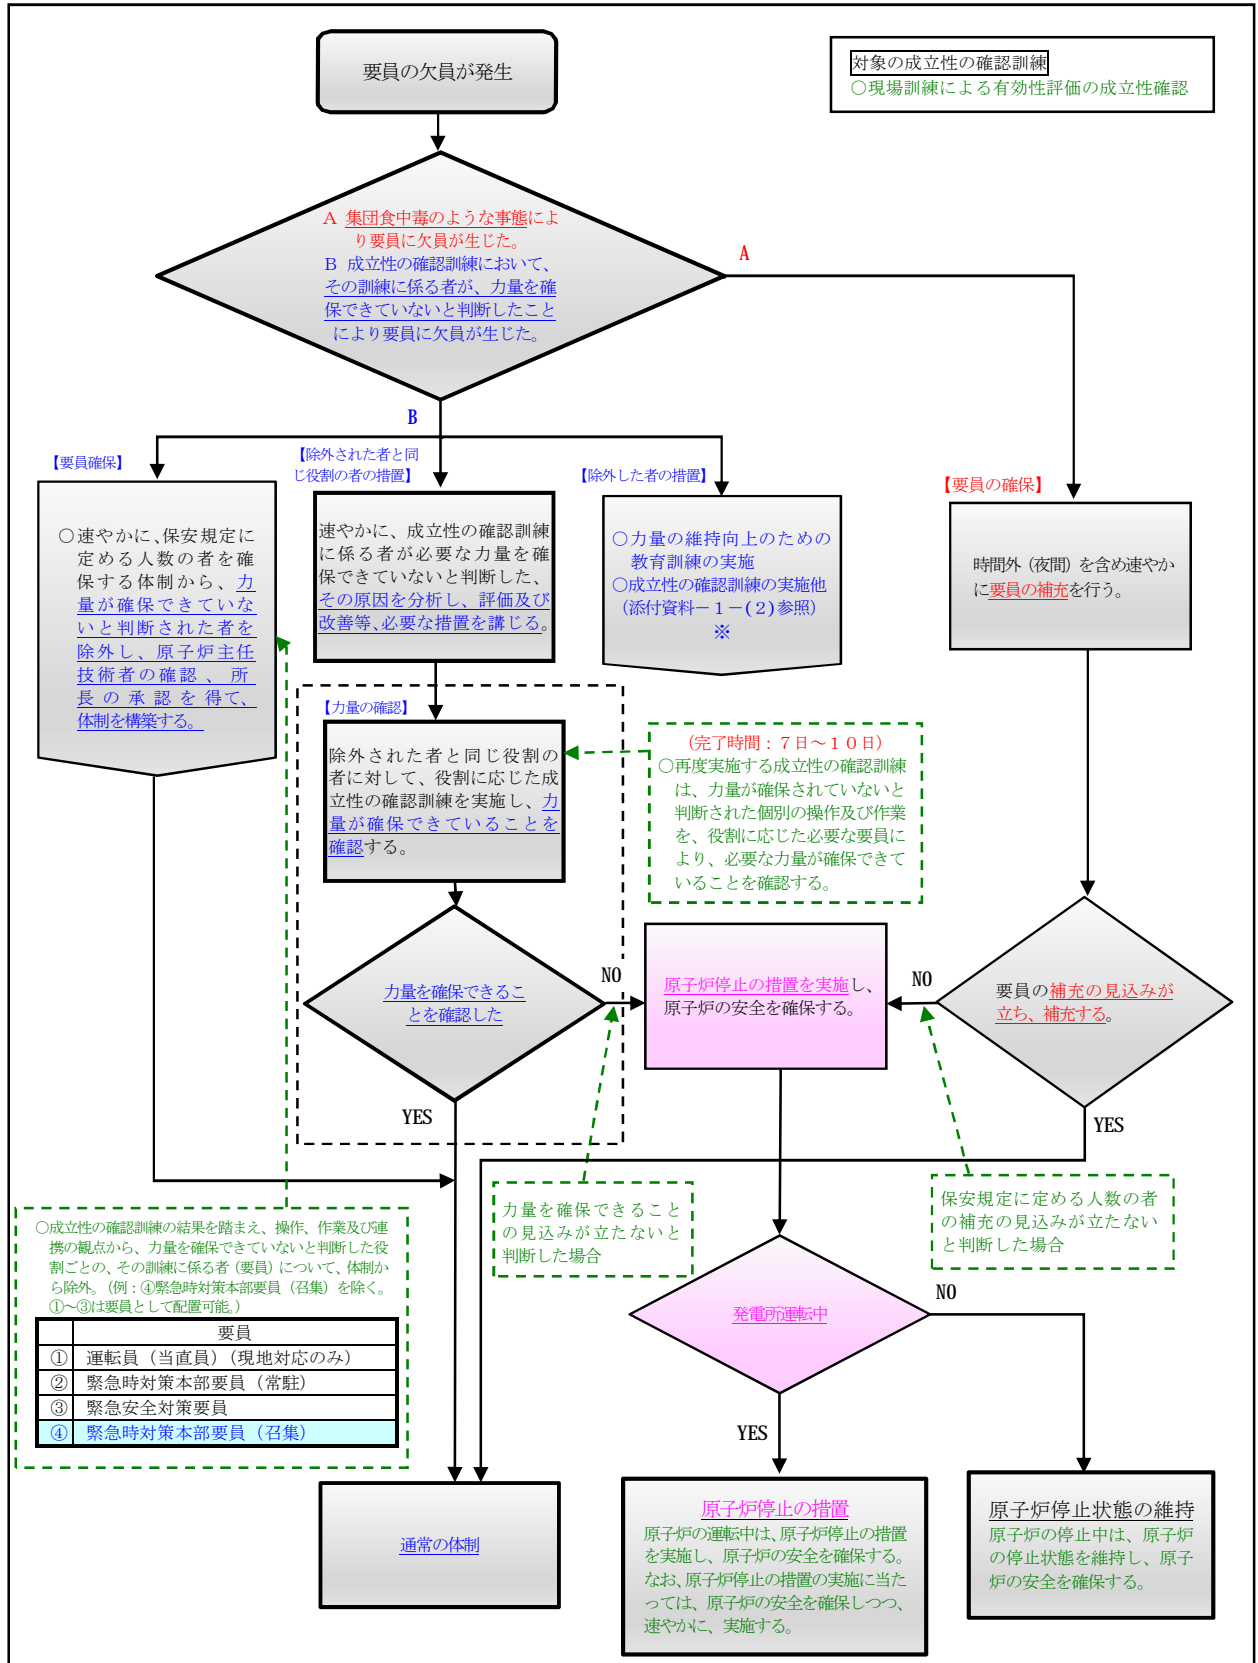 要員の欠員が発生
対象の成立性の確認訓練
○現場訓練による有効性評価の成立性確認
A 集団食中毒のような事態によ
り要員に欠員が生じた。
B 成立性の確認訓練において、
その訓練に係る者が、力量を確
保できていないと判断したこと
により要員に欠員が生じた。
A
B
【要員確保】
○速やかに、保安規定に
定める人数の者を確
保する体制から、力
量が確保できていな
いと判断された者を
除外し、原子炉主任
技術者の確認、所
長の承認を得て、
体制を構築する。
【除外された者と同
じ役割の者の措置】
速やかに、成立性の確認訓練
に係る者が必要な力量を確
保できていないと判断した、
その原因を分析し、評価及び
改善等、必要な措置を講じる。
【除外した者の措置】
○力量の維持向上のための
教育訓練の実施
○成立性の確認訓練の実施他
(添付資料－1－(2)参照)
※
【要員の確保】
時間外（夜間）を含め速やか
に要員の補充を行う。
【力量の確認】
除外された者と同じ役割の
者に対して、役割に応じた成
立性の確認訓練を実施し、力
量が確保できていることを
確認する。
(完了時間：7日～10日)
○再度実施する成立性の確認訓練
は、力量が確保されていないと
判断された個別の操作及び作業
を、役割に応じた必要な要員に
より、必要な力量が確保できて
いることを確認する。
力量を確保できるこ
とを確認した
NO
原子炉停止の措置を実施し、
原子炉の安全を確保する。
NO
要員の補充の見込みが
立ち、補充する。
YES
YES
力量を確保できること
の見込みが立たないと
判断した場合
保安規定に定める人数の者
の補充の見込みが立たない
と判断した場合
○成立性の確認訓練の結果を踏まえ、操作、作業及び連
携の観点から、力量を確保できていないと判断した役
割ごとの、その訓練に係る者（要員）について、体制か
ら除外。（例：④緊急時対策本部要員（召集）を除く。
①～③は要員として配置可能。）
要員
① 運転員（当直員）（現地対応のみ）
② 緊急時対策本部要員（常駐）
③ 緊急安全対策要員
④ 緊急時対策本部要員（召集）
発電所運転中
NO
YES
通常の体制
原子炉停止の措置
原子炉の運転中は、原子炉停止の措置
を実施し、原子炉の安全を確保する。
なお、原子炉停止の措置の実施に当た
っては、原子炉の安全を確保しつつ、
速やかに、実施する。
原子炉停止状態の維持
原子炉の停止中は、原子炉
の停止状態を維持し、原子
炉の安全を確保する。